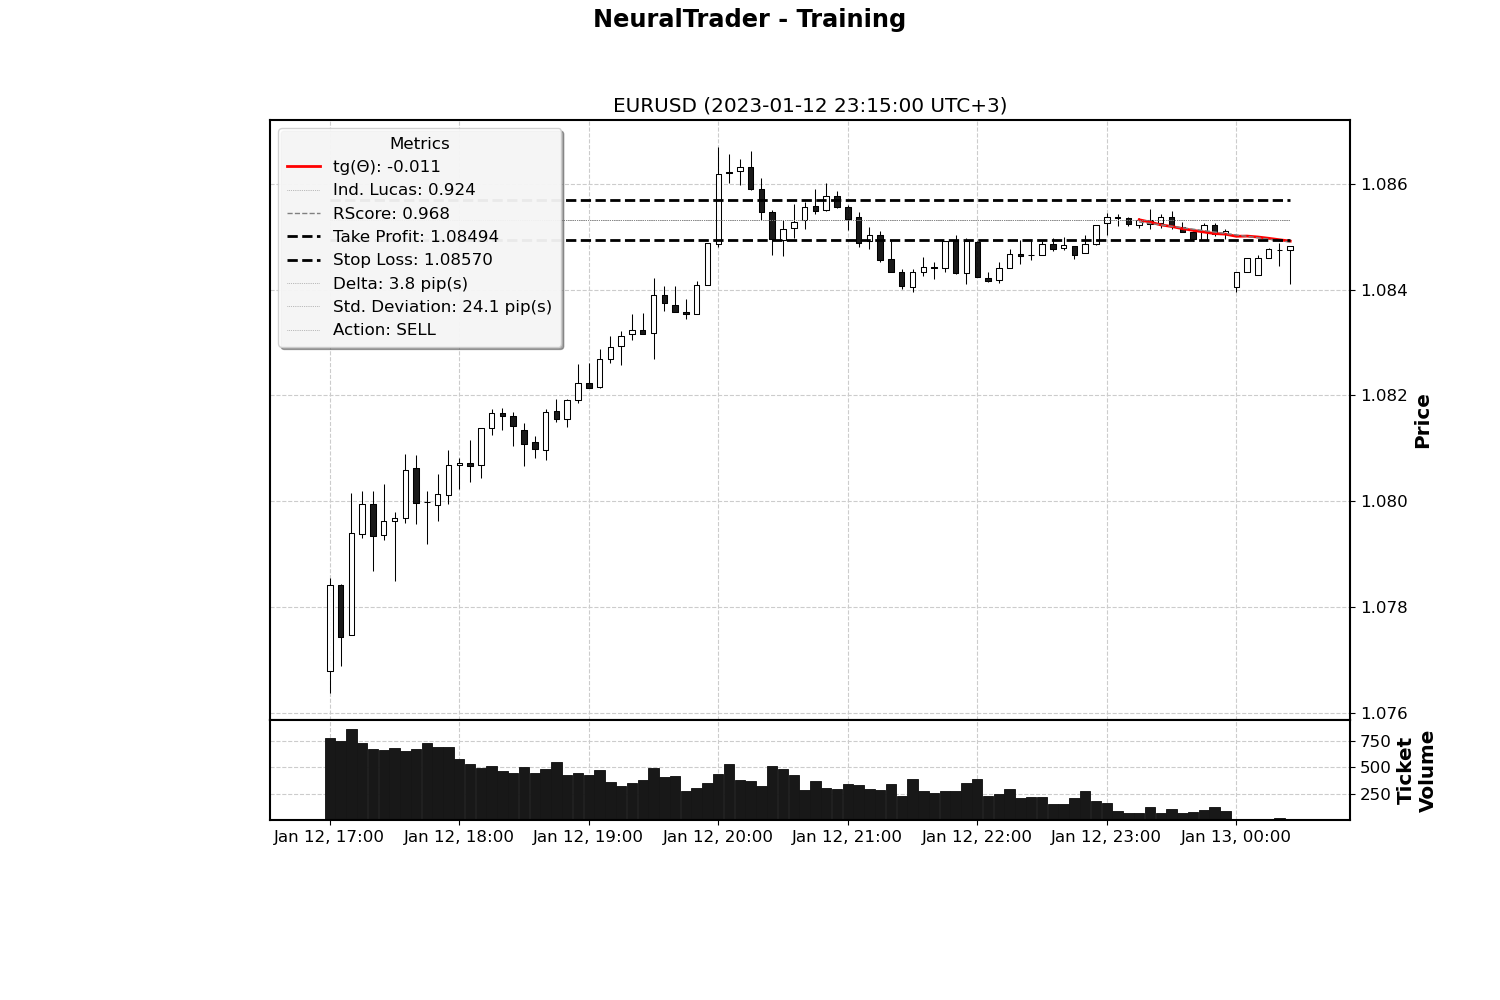 NeuralTrader - Training
EURUSD (2023-01-12 23:15:00 UTC+3)
Metrics
tg(Θ): -0.011
Ind. Lucas: 0.924
RScore: 0.968
Take Profit: 1.08494
Stop Loss: 1.08570
Delta: 3.8 pip(s)
Std. Deviation: 24.1 pip(s)
Action: SELL
1.086
1.084
1.082
1.080
1.078
1.076
Price
750
500
250
Ticket
Volume
Jan 12, 17:00
Jan 12, 18:00
Jan 12, 19:00
Jan 12, 20:00
Jan 12, 21:00
Jan 12, 22:00
Jan 12, 23:00
Jan 13, 00:00